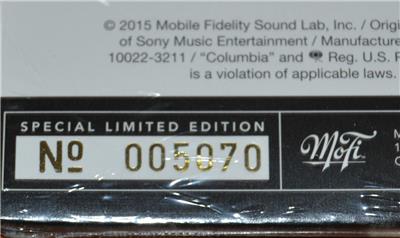 © 2015 Mobile Fidelity Sound Lab, Inc. / Origi
of Sony Music Entertainment / Manufacture
10022-3211 / "Columbia" and Reg. U.S. P
is a violation of applicable laws.
SPECIAL LIMITED EDITION
Nº 005070
MoFi
M
1
C